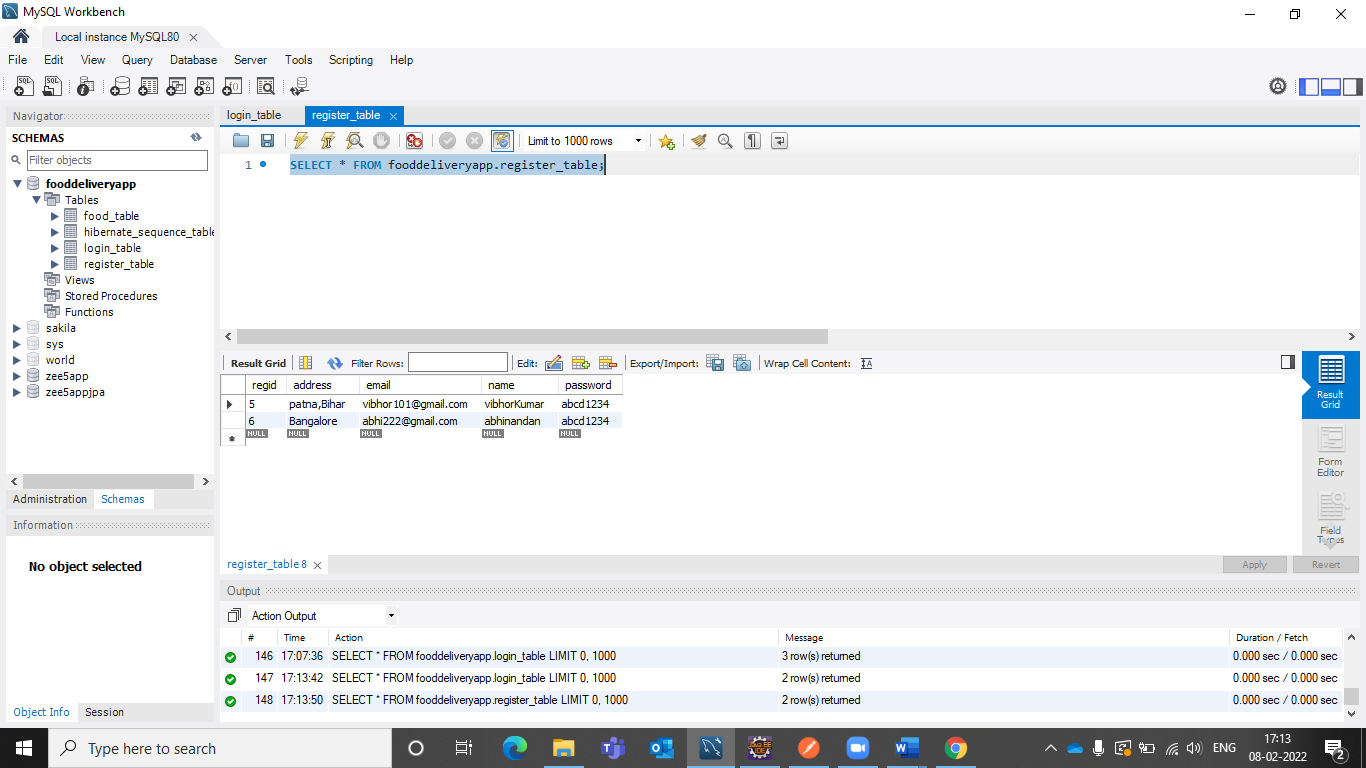 MySQL Workbench
Local instance MySQL80
File Edit View Query Database Server Tools Scripting Help
Navigator
SCHEMAS
Filter objects
fooddeliveryapp
Tables
food_table
hibernate_sequence_table
login_table
register_table
Views
Stored Procedures
Functions
sakila
sys
world
zee5app
zee5appjpa
Administration Schemas
Information
No object selected
Object Info Session
login_table register_table
Limit to 1000 rows
1 SELECT * FROM fooddeliveryapp.register_table;
Result Grid Filter Rows: Edit: Export/Import: Wrap Cell Content:
regid address email name password
5 patna,Bihar vibhor101@gmail.com vibhorKumar abcd1234
6 Bangalore abhi222@gmail.com abhinandan abcd1234
NULL NULL NULL NULL NULL
Result
Grid
Form
Editor
Field
Types
register_table 8 Apply Revert
Output
Action Output
# Time Action Message Duration / Fetch
146 17:07:36 SELECT * FROM fooddeliveryapp.login_table LIMIT 0, 1000 3 row(s) returned 0.000 sec / 0.000 sec
147 17:13:42 SELECT * FROM fooddeliveryapp.login_table LIMIT 0, 1000 2 row(s) returned 0.000 sec / 0.000 sec
148 17:13:50 SELECT * FROM fooddeliveryapp.register_table LIMIT 0, 1000 2 row(s) returned 0.000 sec / 0.000 sec
Type here to search
ENG
17:13
08-02-2022
2